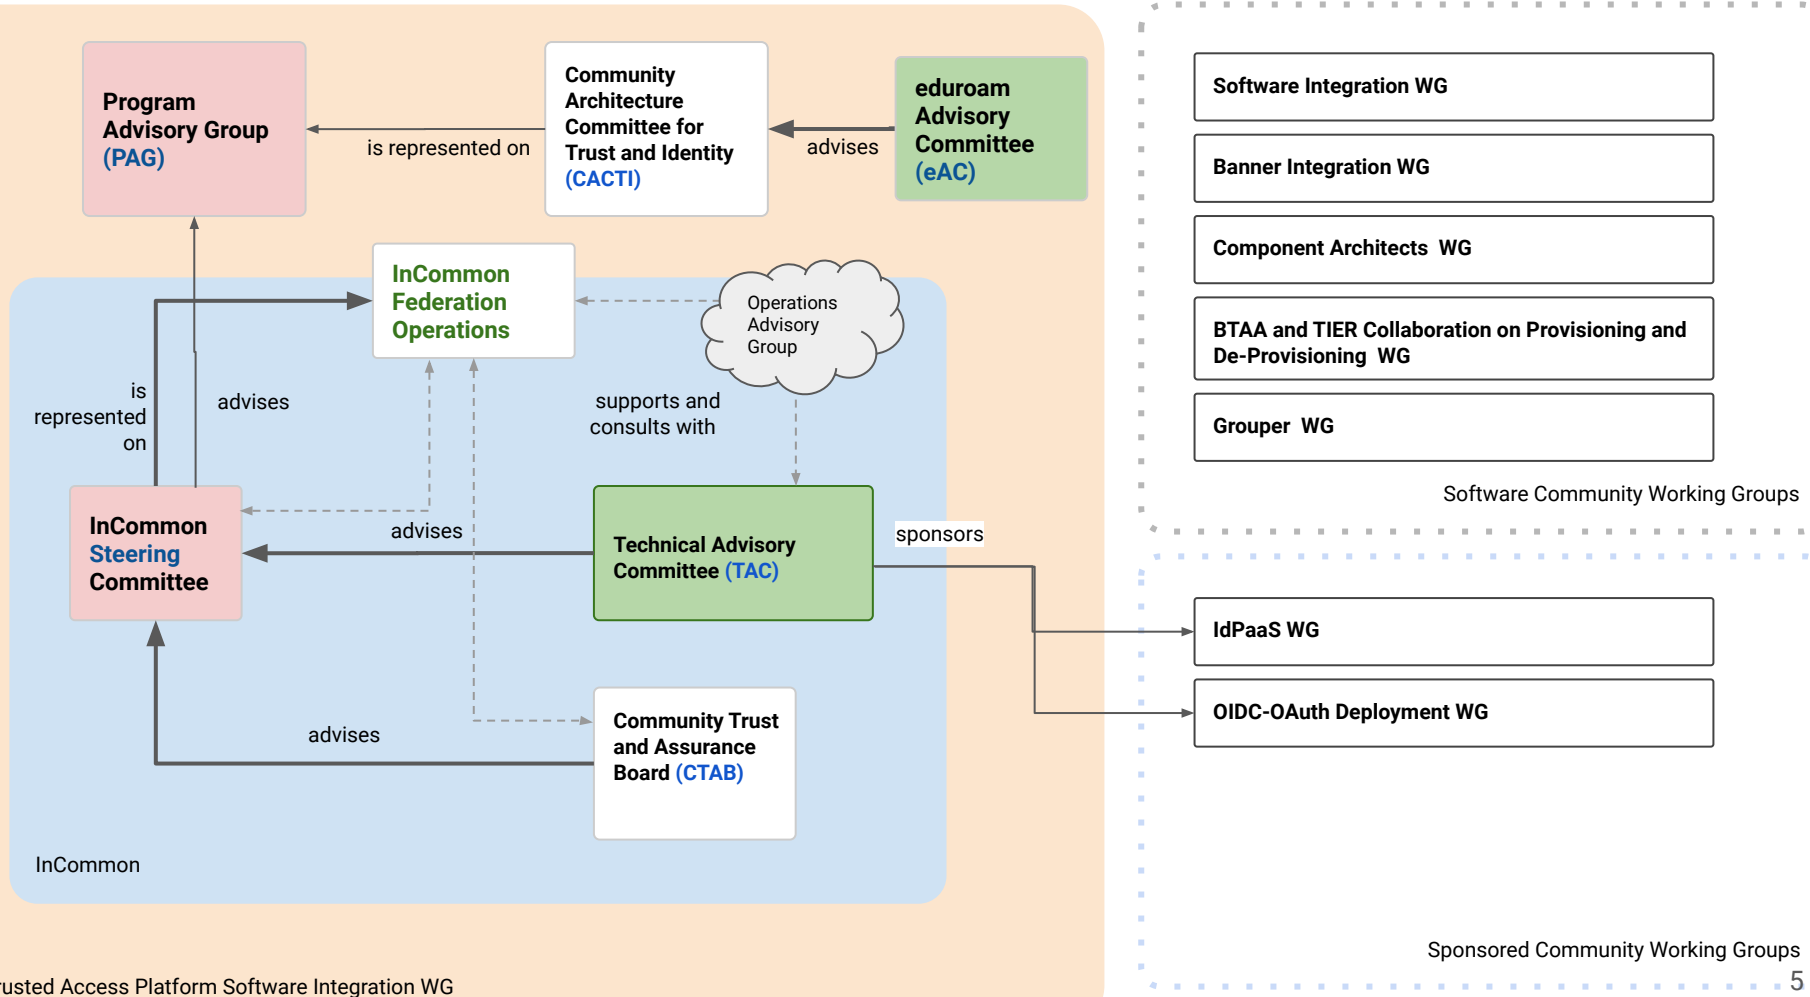 Program
Advisory Group
(PAG)
is represented on
Community
Architecture
Committee for
Trust and Identity
(CACTI)
advises
eduroam
Advisory
Committee
(eAC)
InCommon
Federation
Operations
Operations
Advisory
Group
is
represented
on
advises
supports and
consults with
InCommon
Steering
Committee
advises
Technical Advisory
Committee (TAC)
sponsors
advises
Community Trust
and Assurance
Board (CTAB)
InCommon
Access Platform Software Integration WG
Software Integration WG
Banner Integration WG
Component Architects WG
BTAA and TIER Collaboration on Provisioning and
De-Provisioning WG
Grouper WG
Software Community Working Groups
IdPaaS WG
OIDC-OAuth Deployment WG
Sponsored Community Working Groups
5